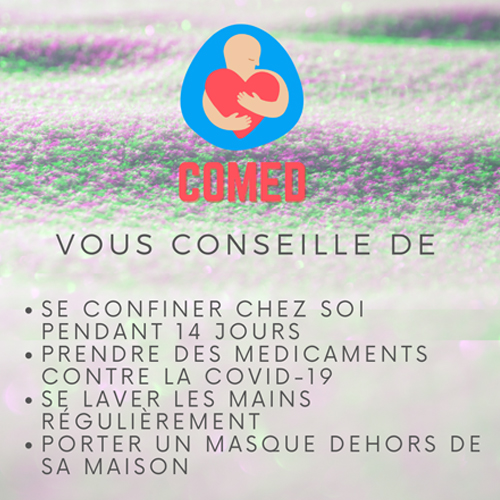 COMED
VOUS CONSEILLE DE
• SE CONFINER CHEZ SOI
PENDANT 14 JOURS
• PRENDRE DES MEDICAMENTS
CONTRE LA COVID-19
• SE LAVER LES MAINS
RÉGULIÈREMENT
• PORTER UN MASQUE DEHORS DE
SA MAISON